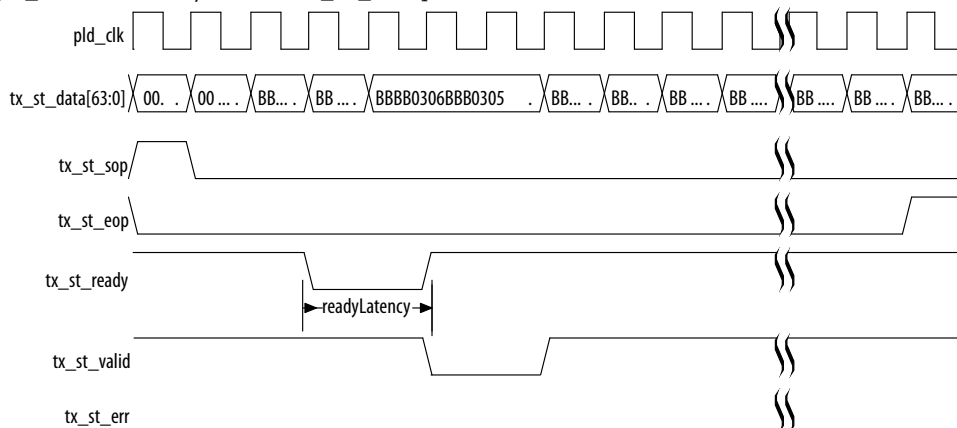 pld_clk
tx_st_data[63:0] 00. . 00 .... . BB.... . BB .... . BBBB0306BBB0305 . BB... . BB.. . BB .... . BB .... BB .... BB .... . BB... .
tx_st_sop
tx_st_eop
tx_st_ready
readyLatency
tx_st_valid
tx_st_err